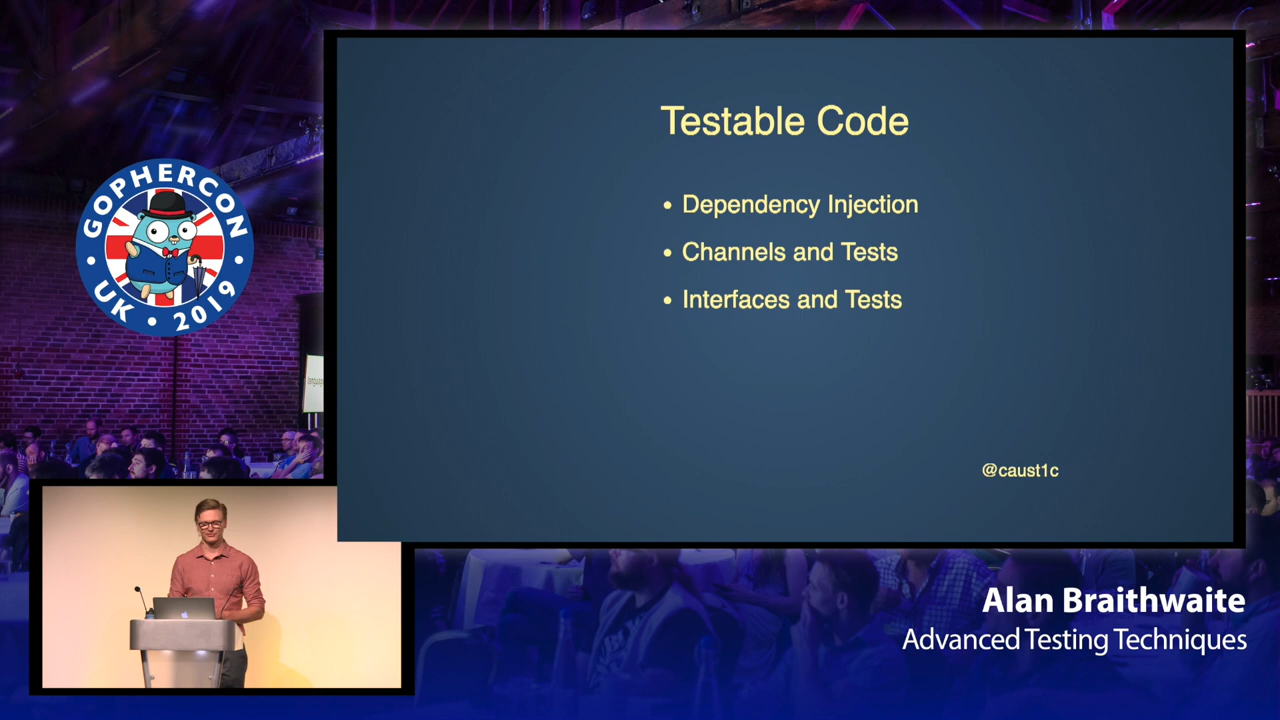 GOPHERCON
UK • 2019
Testable Code
• Dependency Injection
• Channels and Tests
• Interfaces and Tests
@caust1c
Alan Braithwaite
Advanced Testing Techniques